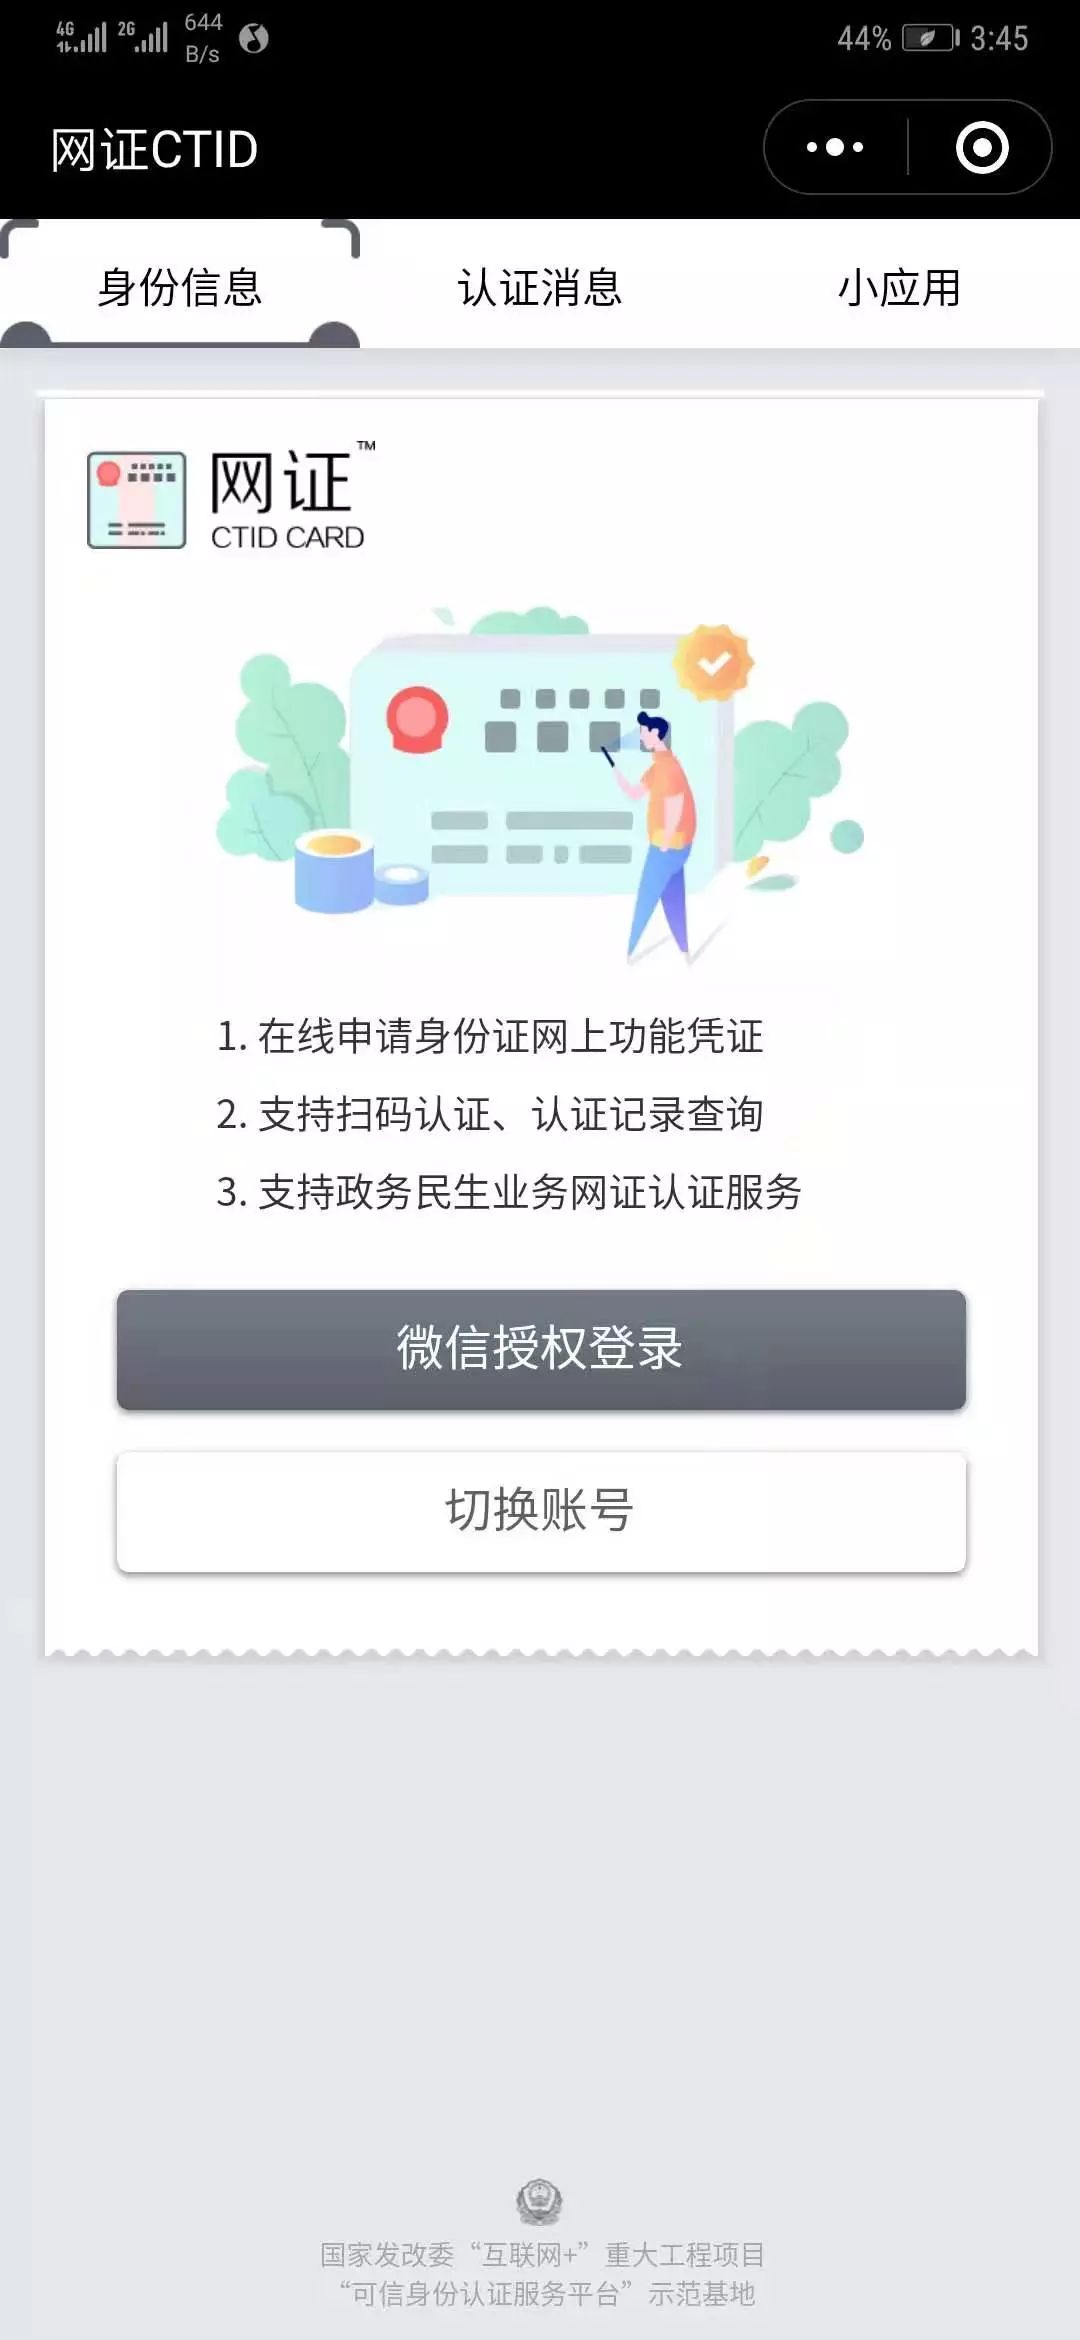 4G 2G 644 B/s 44% 3:45
网证CTID
身份信息 认证消息 小应用
网证™
CTID CARD
1. 在线申请身份证网上功能凭证
2. 支持扫码认证、认证记录查询
3. 支持政务民生业务网证认证服务
微信授权登录
切换账号
国家发改委“互联网+”重大工程项目
“可信身份认证服务平台”示范基地